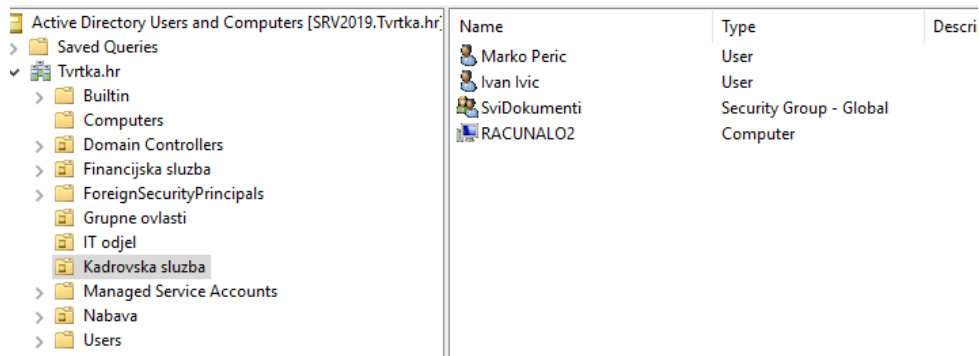 Active Directory Users and Computers [SRV2019.Tvrtka.hr]
Saved Queries
Tvrtka.hr
Builtin
Computers
Domain Controllers
Financijska sluzba
ForeignSecurityPrincipals
Grupne ovlasti
IT odjel
Kadrovska sluzba
Managed Service Accounts
Nabava
Users
Name Type Descri
Marko Peric User
Ivan Ivic User
SviDokumenti Security Group - Global
RACUNALO2 Computer